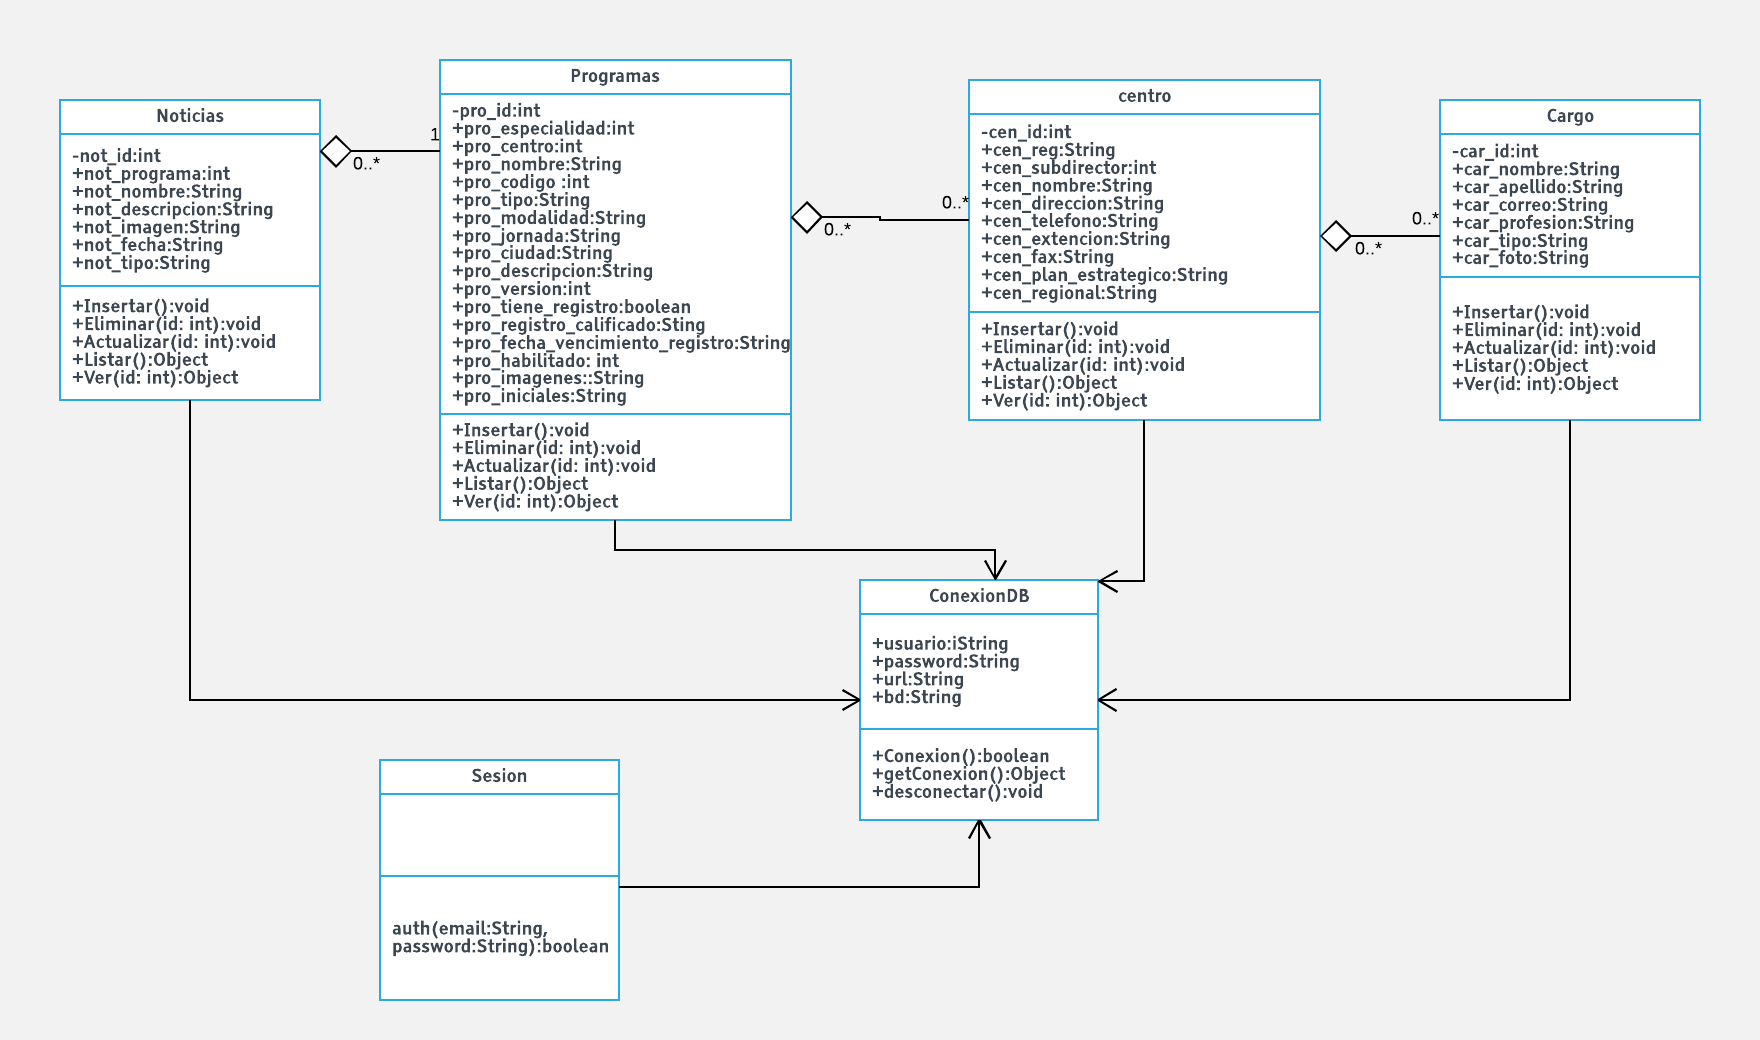 Noticias
-not_id:int
+not_programa:int
+not_nombre:String
+not_descripcion:String
+not_imagen:String
+not_fecha:String
+not_tipo:String
+Insertar():void
+Eliminar(id: int):void
+Actualizar(id: int):void
+Listar():Object
+Ver(id: int):Object
1
0..*
Programas
-pro_id:int
+pro_especialidad:int
+pro_centro:int
+pro_nombre:String
+pro_codigo :int
+pro_tipo:String
+pro_modalidad:String
+pro_jornada:String
+pro_ciudad:String
+pro_descripcion:String
+pro_version:int
+pro_tiene_registro:boolean
+pro_registro_calificado:Sting
+pro_fecha_vencimiento_registro:String
+pro_habilitado: int
+pro_imagenes::String
+pro_iniciales:String
+Insertar():void
+Eliminar(id: int):void
+Actualizar(id: int):void
+Listar():Object
+Ver(id: int):Object
0..*
0..*
centro
-cen_id:int
+cen_reg:String
+cen_subdirector:int
+cen_nombre:String
+cen_direccion:String
+cen_telefono:String
+cen_extencion:String
+cen_fax:String
+cen_plan_estrategico:String
+cen_regional:String
+Insertar():void
+Eliminar(id: int):void
+Actualizar(id: int):void
+Listar():Object
+Ver(id: int):Object
0..*
0..*
Cargo
-car_id:int
+car_nombre:String
+car_apellido:String
+car_correo:String
+car_profesion:String
+car_tipo:String
+car_foto:String
+Insertar():void
+Eliminar(id: int):void
+Actualizar(id: int):void
+Listar():Object
+Ver(id: int):Object
ConexionDB
+usuario:iString
+password:String
+url:String
+bd:String
+Conexion():boolean
+getConexion():Object
+desconectar():void
Sesion
auth(email:String,
password:String):boolean